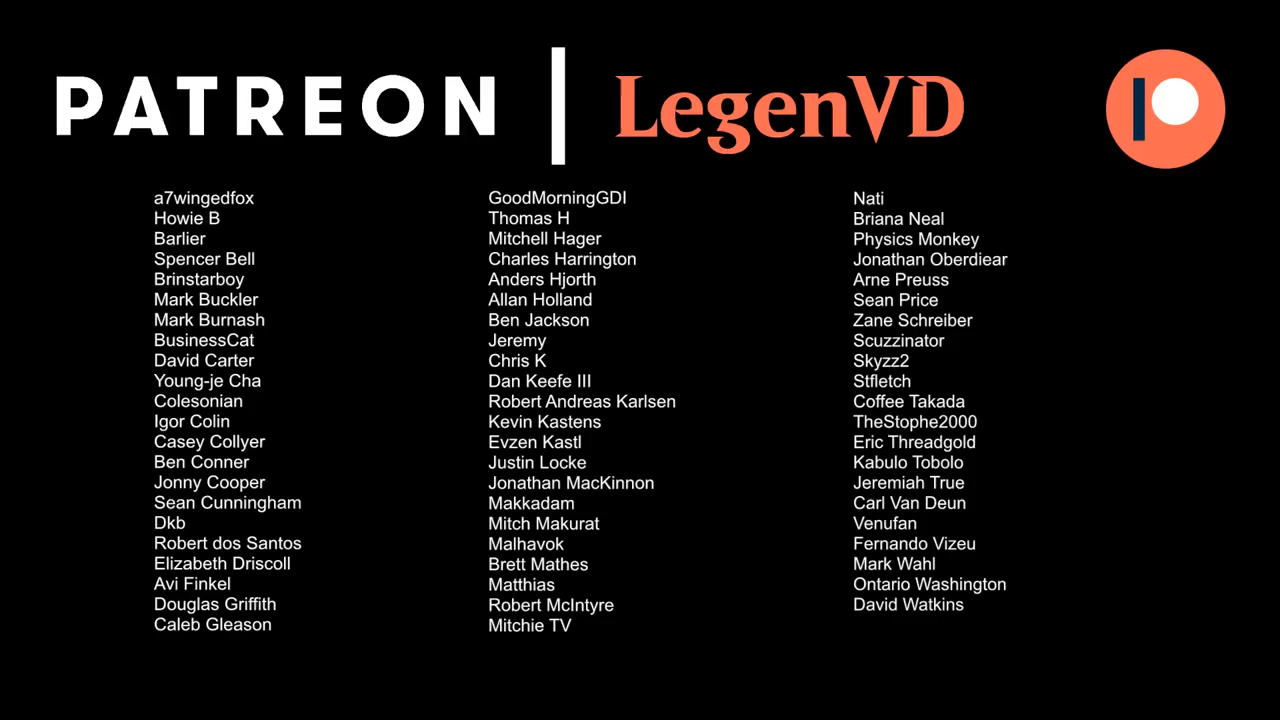 PATREON | LegenVD
a7wingedfox
Howie B
Barlier
Spencer Bell
Brinstarboy
Mark Buckler
Mark Burnash
BusinessCat
David Carter
Young-je Cha
Colesonian
Igor Colin
Casey Collyer
Ben Conner
Jonny Cooper
Sean Cunningham
Dkb
Robert dos Santos
Elizabeth Driscoll
Avi Finkel
Douglas Griffith
Caleb Gleason
GoodMorningGDI
Thomas H
Mitchell Hager
Charles Harrington
Anders Hjorth
Allan Holland
Ben Jackson
Jeremy
Chris K
Dan Keefe III
Robert Andreas Karlsen
Kevin Kastens
Evzen Kastl
Justin Locke
Jonathan MacKinnon
Makkadam
Mitch Makurat
Malhavok
Brett Mathes
Matthias
Robert McIntyre
Mitchie TV
Nati
Briana Neal
Physics Monkey
Jonathan Oberdiear
Arne Preuss
Sean Price
Zane Schreiber
Scuzzinator
Skyzz2
Stfletch
Coffee Takada
TheStophe2000
Eric Threadgold
Kabulo Tobolo
Jeremiah True
Carl Van Deun
Venufan
Fernando Vizeu
Mark Wahl
Ontario Washington
David Watkins